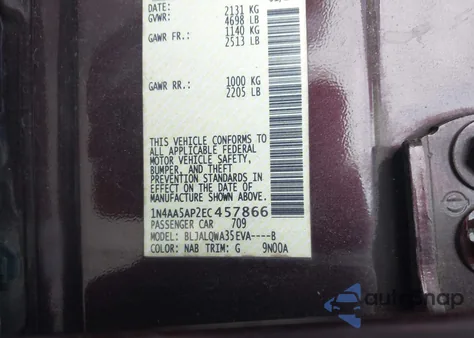 DATE:
GVWR: 2131 KG
4698 LB
GAWR FR.: 1140 KG
2513 LB
GAWR RR.: 1000 KG
2205 LB
THIS VEHICLE CONFORMS TO
ALL APPLICABLE FEDERAL
MOTOR VEHICLE SAFETY,
BUMPER, AND THEFT
PREVENTION STANDARDS
IN EFFECT ON THE DATE
OF MANUFACTURE SHOWN
ABOVE.
1N4AA5AP2EC457866
PASSENGER CAR 709
MODEL: BLJALQWA35EVA----B
COLOR: NAB TRIM: G 9N00A
autosnap